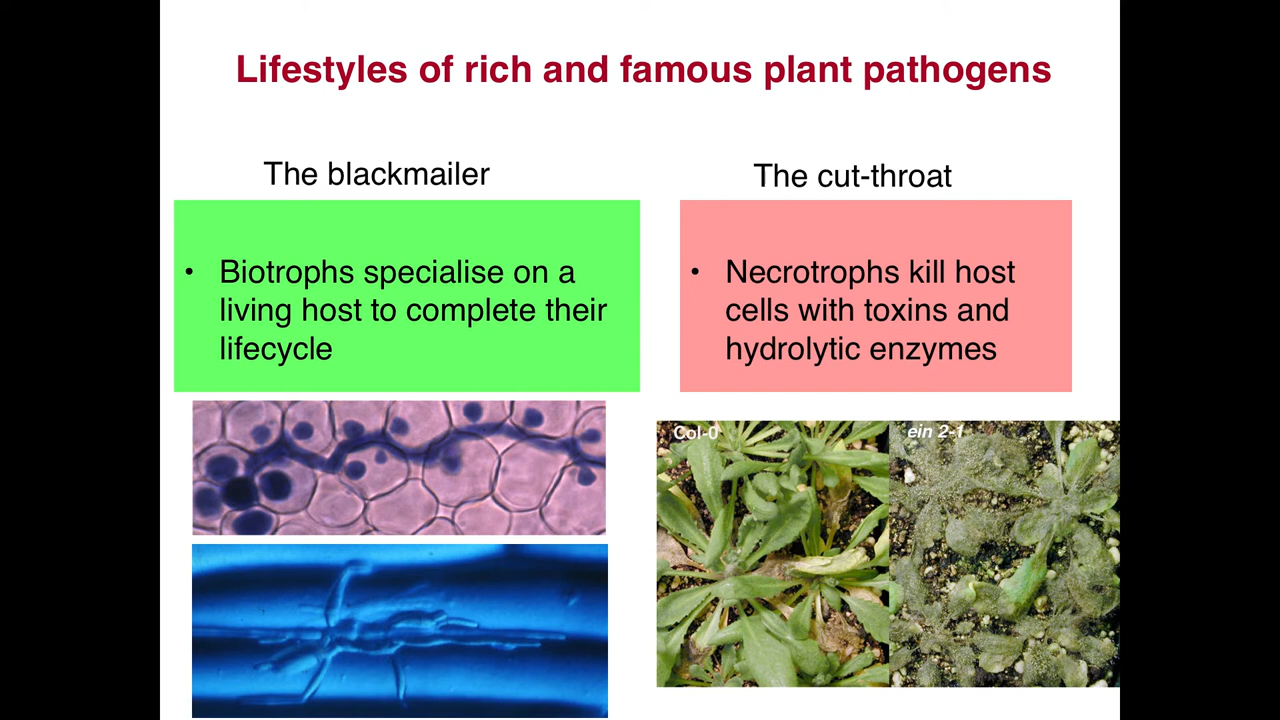 Lifestyles of rich and famous plant pathogens
The blackmailer
• Biotrophs specialise on a
living host to complete their
lifecycle
The cut-throat
• Necrotrophs kill host
cells with toxins and
hydrolytic enzymes
Col-0
ein 2-1